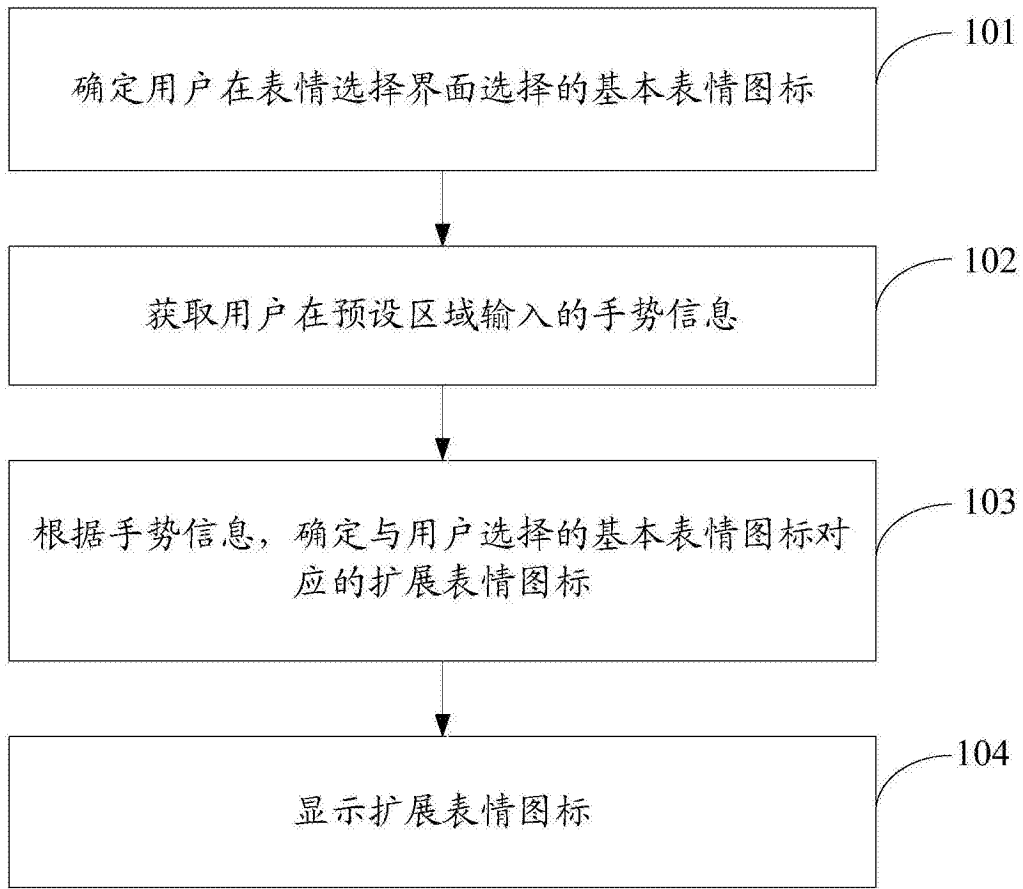 101
确定用户在表情选择界面选择的基本表情图标
102
获取用户在预设区域输入的手势信息
103
根据手势信息，确定与用户选择的基本表情图标对
应的扩展表情图标
104
显示扩展表情图标